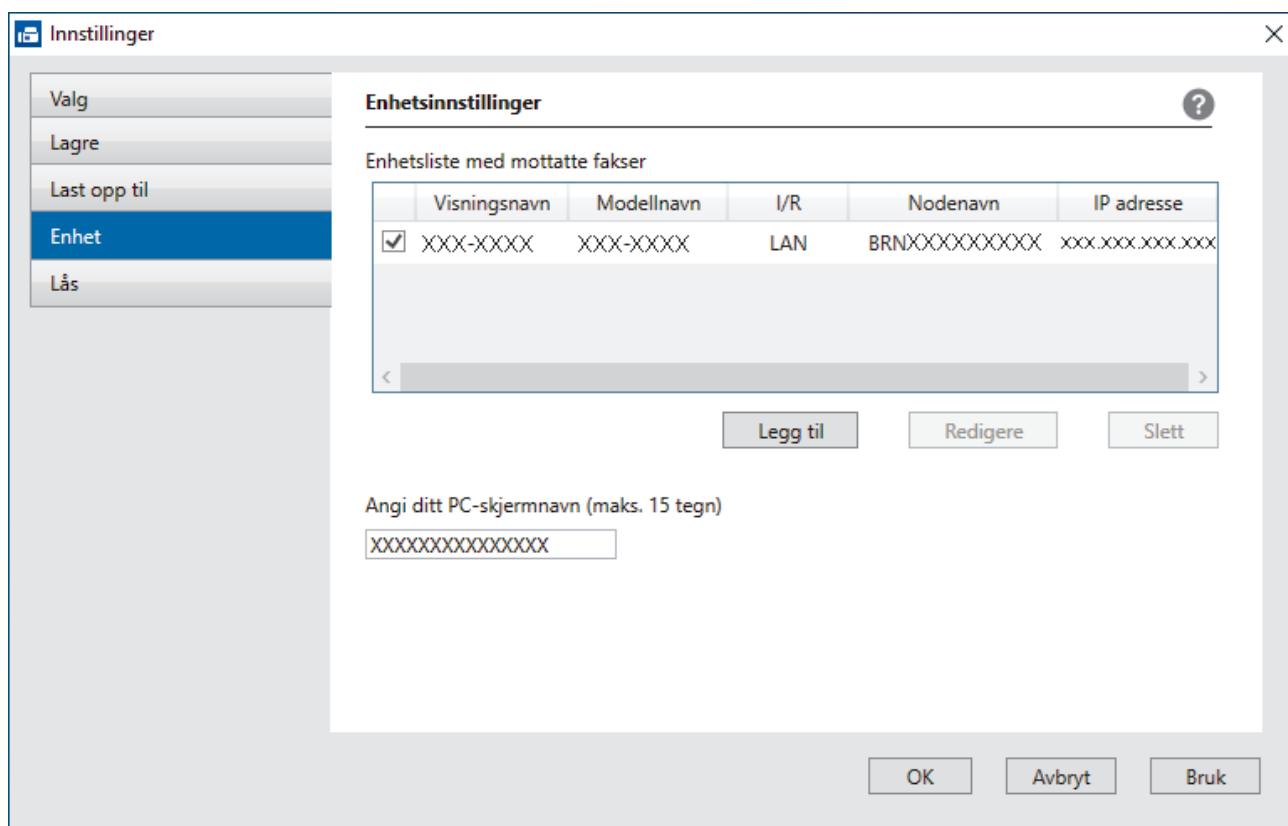 Innstillinger
Valg
Lagre
Last opp til
Enhet
Lås
Enhetsinnstillinger
?
Enhetsliste med mottatte fakser
Visningsnavn Modellnavn I/R Nodenavn IP adresse
XXX-XXXX XXX-XXXX LAN BRNXXXXXXXXX XXX.XXX.XXX.XXX
Legg til Redigere Slett
Angi ditt PC-skjermnavn (maks. 15 tegn)
XXXXXXXXXXXXXXX
OK Avbryt Bruk